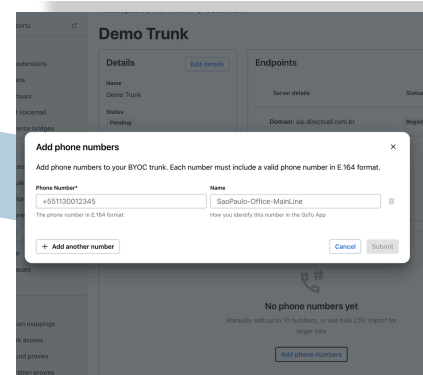 Demo Trunk
Details
Edit details
Endpoints
Name
Demo Trunk
Server details
Status
Status
Pending
Domain: sip.directcall.com.br
Add phone numbers
×
Add phone numbers to your BYOC trunk. Each number must include a valid phone number in E.164 format.
Phone Number*
Name
+551130012345
SaoPaulo-Office-MainLine
The phone number in E.164 format
How you identify this number in the GoTo App
+ Add another number
Cancel
Submit
No phone numbers yet
Manually add up to 10 numbers, or use bulk CSV import for
larger lists
Add phone numbers